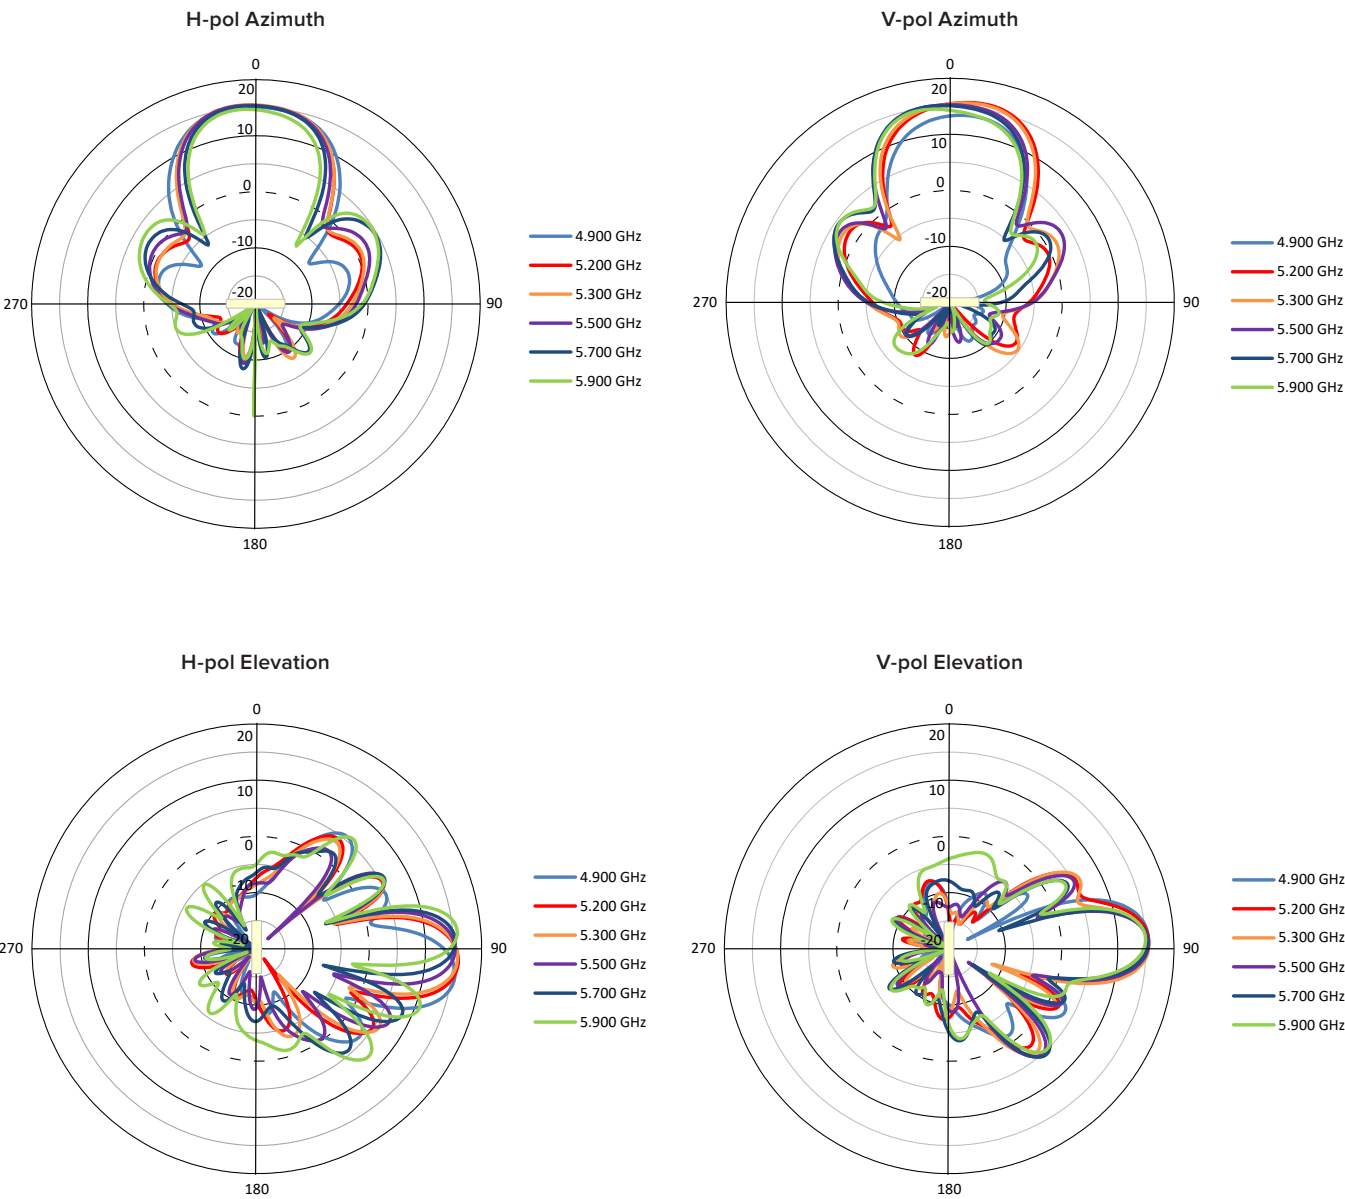 H-pol Azimuth
0
20
10
0
-10
-20
270
90
180
4.900 GHz
5.200 GHz
5.300 GHz
5.500 GHz
5.700 GHz
5.900 GHz
V-pol Azimuth
0
20
10
0
-10
-20
270
90
180
4.900 GHz
5.200 GHz
5.300 GHz
5.500 GHz
5.700 GHz
5.900 GHz
H-pol Elevation
0
20
10
0
-10
-20
270
90
180
4.900 GHz
5.200 GHz
5.300 GHz
5.500 GHz
5.700 GHz
5.900 GHz
V-pol Elevation
0
20
10
0
-10
-20
270
90
180
4.900 GHz
5.200 GHz
5.300 GHz
5.500 GHz
5.700 GHz
5.900 GHz